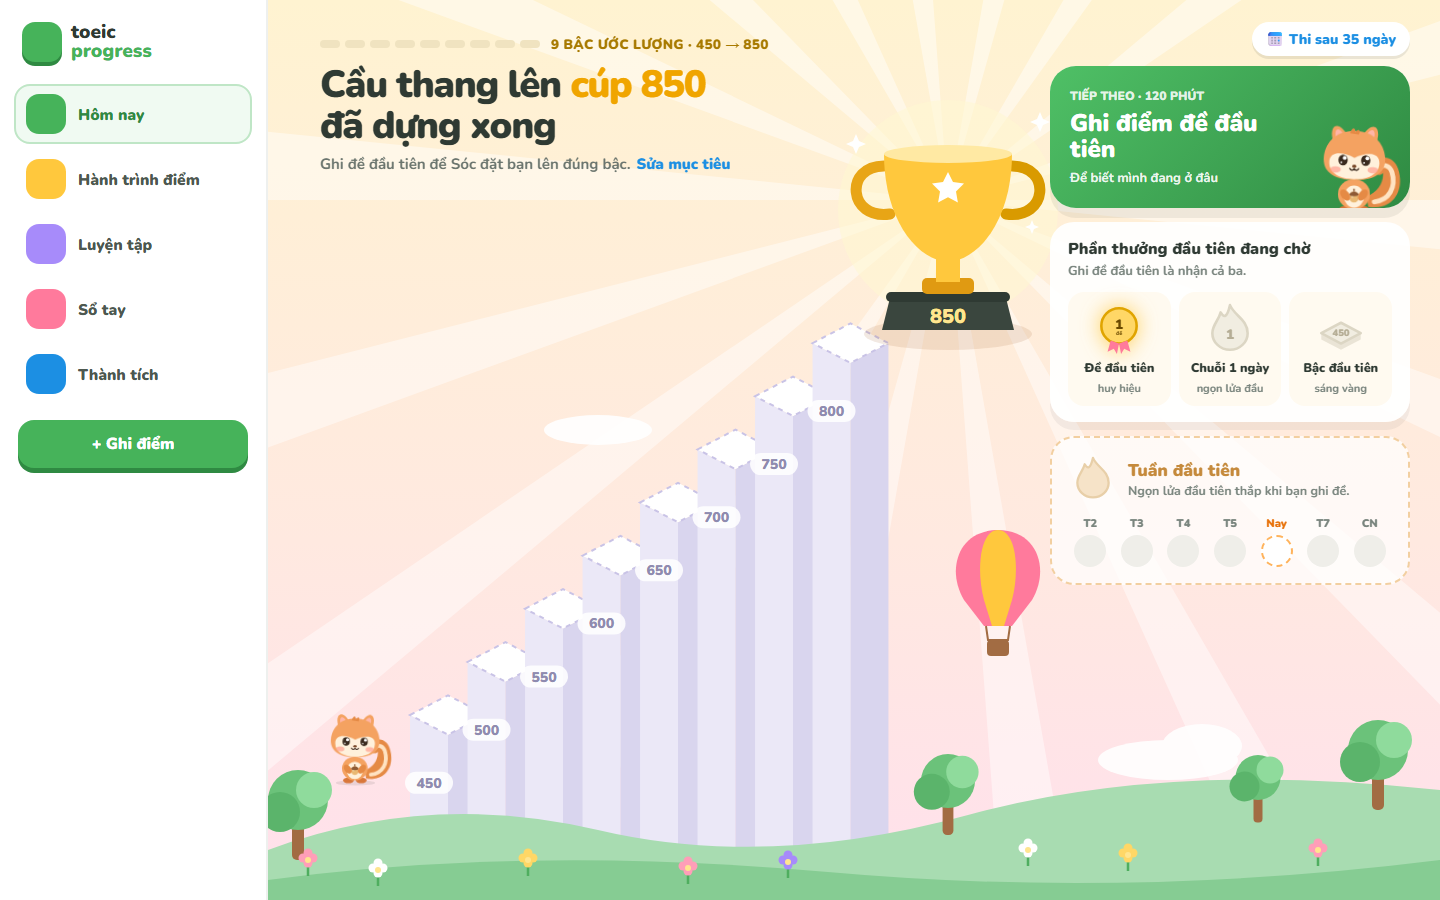 toeic
progress
Hôm nay
Hành trình điểm
Luyện tập
Sổ tay
Thành tích
+ Ghi điểm
9 BẬC ƯỚC LƯỢNG · 450 → 850
Cầu thang lên cúp 850
đã dựng xong
Ghi đề đầu tiên để Sóc đặt bạn lên đúng bậc. Sửa mục tiêu
850
800
750
700
650
600
550
500
450
Thi sau 35 ngày
TIẾP THEO · 120 PHÚT
Ghi điểm đề đầu
tiên
Để biết mình đang ở đâu
Phần thưởng đầu tiên đang chờ
Ghi đề đầu tiên là nhận cả ba.
1
đề
1
450
Đề đầu tiên
Chuỗi 1 ngày
Bậc đầu tiên
huy hiệu
ngọn lửa đầu
sáng vàng
Tuần đầu tiên
Ngọn lửa đầu tiên thắp khi bạn ghi đề.
T2 T3 T4 T5 Nay T7 CN